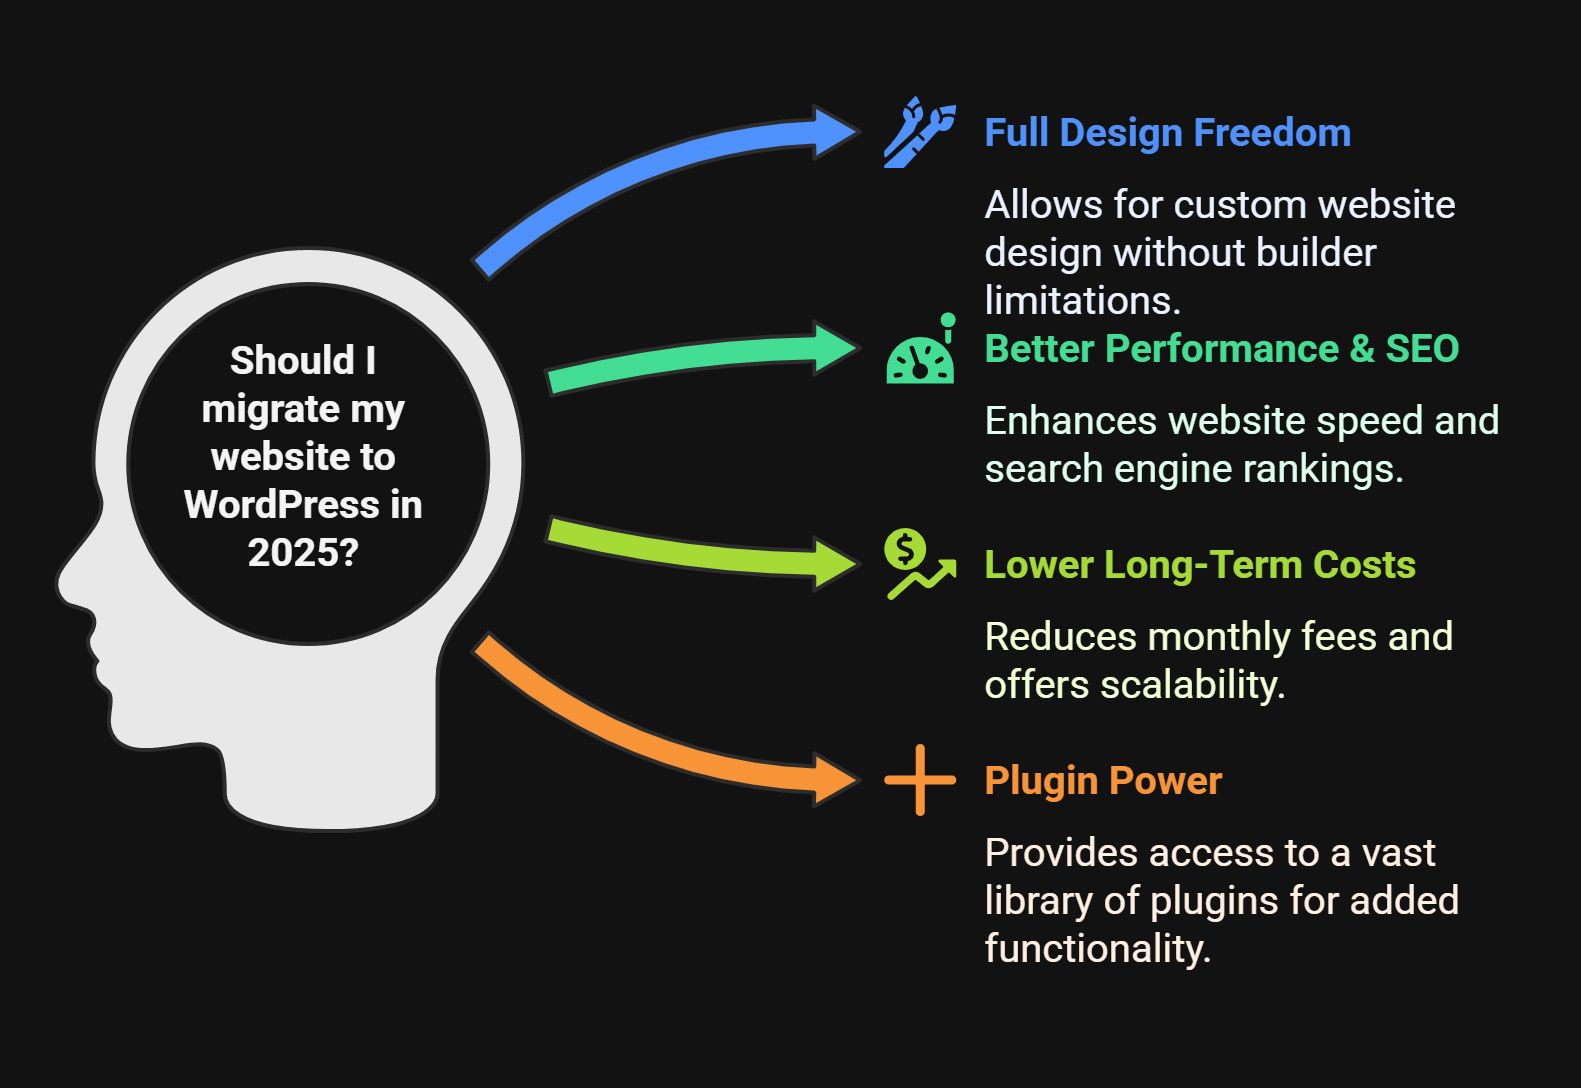 Should I
migrate my
website to
WordPress in
2025?
Full Design Freedom
Allows for custom website
design without builder
limitations.
Better Performance & SEO
Enhances website speed and
search engine rankings.
$
Lower Long-Term Costs
Reduces monthly fees and
offers scalability.
Plugin Power
Provides access to a vast
library of plugins for added
functionality.